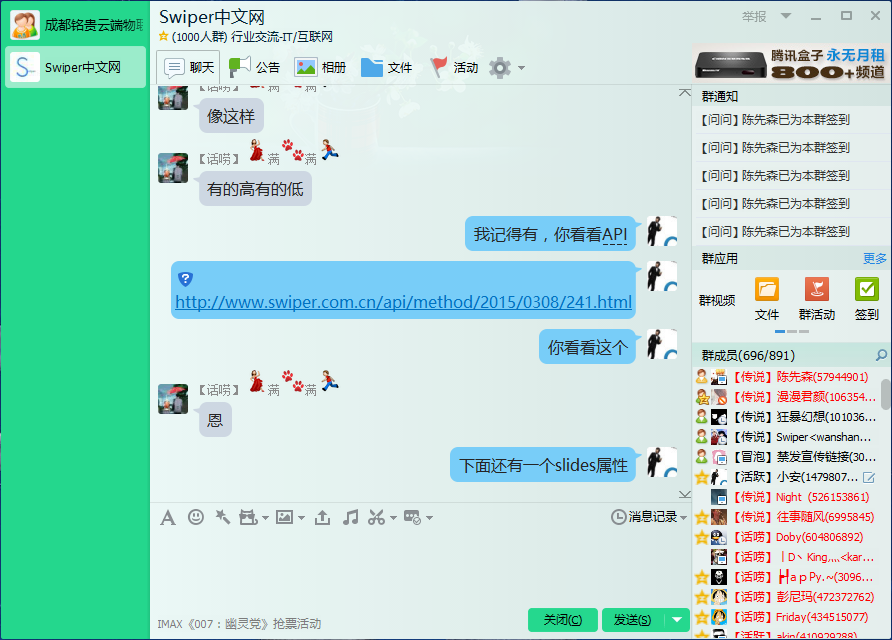 成都铭贵云端物联
Swiper中文网
Swiper中文网
(1000人群) 行业交流-IT/互联网
举报
聊天
公告
相册
文件
活动
腾讯盒子 永无月租
800+频道
【话唠】 满 满
像这样
【话唠】 满 满
有的高有的低
我记得有，你看看API
http://www.swiper.com.cn/api/method/2015/0308/241.html
你看看这个
【话唠】 满 满
恩
下面还有一个slides属性
消息记录
IMAX《007：幽灵党》抢票活动
关闭(C)
发送(S)
群通知
【问问】陈先森已为本群签到
【问问】陈先森已为本群签到
【问问】陈先森已为本群签到
【问问】陈先森已为本群签到
【问问】陈先森已为本群签到
群应用
更多
群视频
文件
群活动
签到
群成员(696/891)
【传说】陈先森(57944901)
【传说】漫漫君颜(106354...
【传说】狂暴幻想(101036...
【传说】Swiper<wanshan...
【冒泡】禁发宣传链接(30...
【活跃】小安(1479807...
【传说】Night (526153861)
【传说】往事随风(6995845)
【话唠】Doby(604806892)
【话唠】丨D丶King,,,,<kar...
【话唠】┣┫a p Py.~(3096...
【话唠】彭尼玛(472372762)
【话唠】Friday(434515077)
【话唠】akin(410929288)